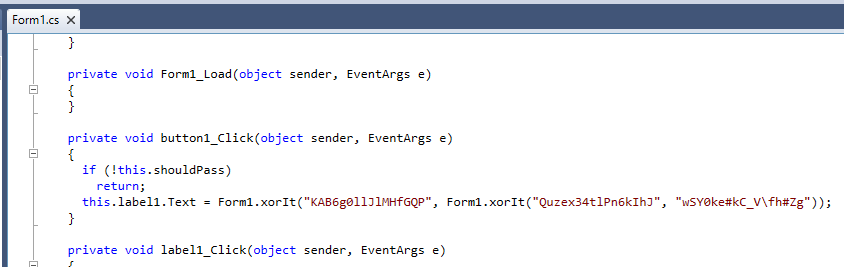 Form1.cs ×
}
private void Form1_Load(object sender, EventArgs e)
{
}
private void button1_Click(object sender, EventArgs e)
{
if (!this.shouldPass)
return;
this.label1.Text = Form1.xorIt("KAB6g0llJlMHfGQP", Form1.xorIt("Quzex34tlPn6kIhJ", "wSY0ke#kC_V\fh#Zg"));
}
private void label1_Click(object sender, EventArgs e)
{